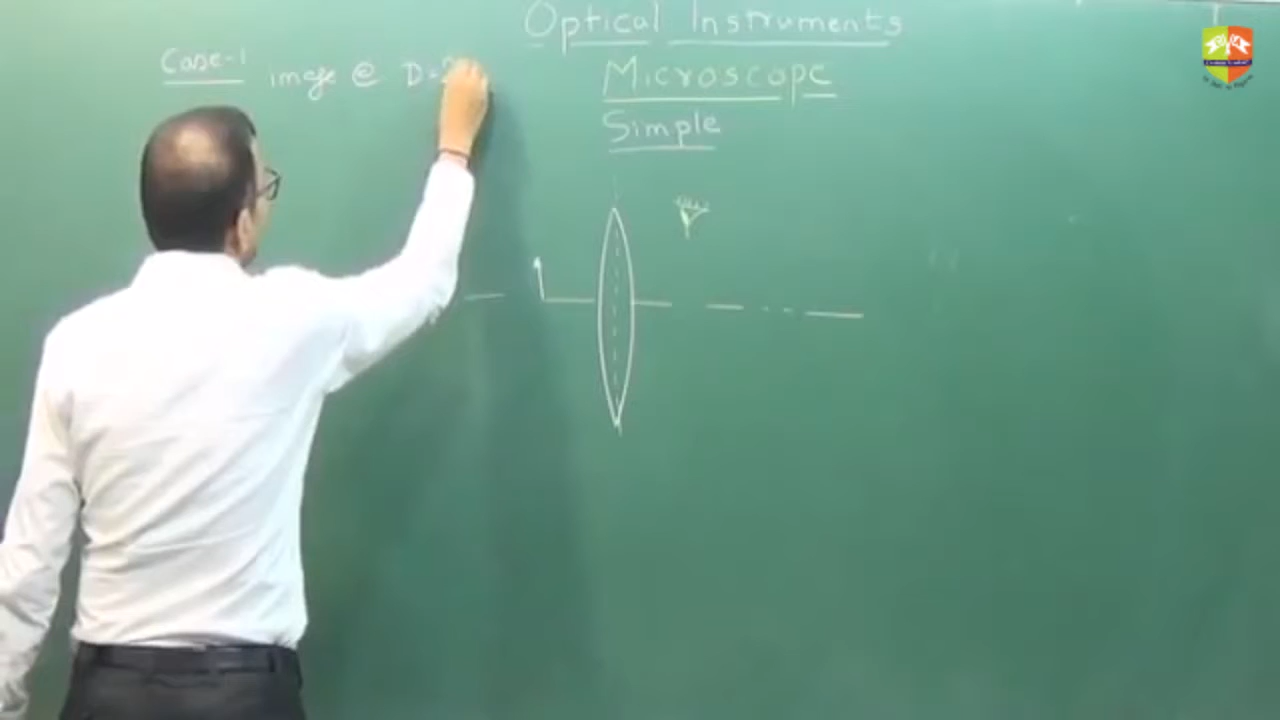 Optical Instruments
Case-1
image @ D=
Microscope
Simple